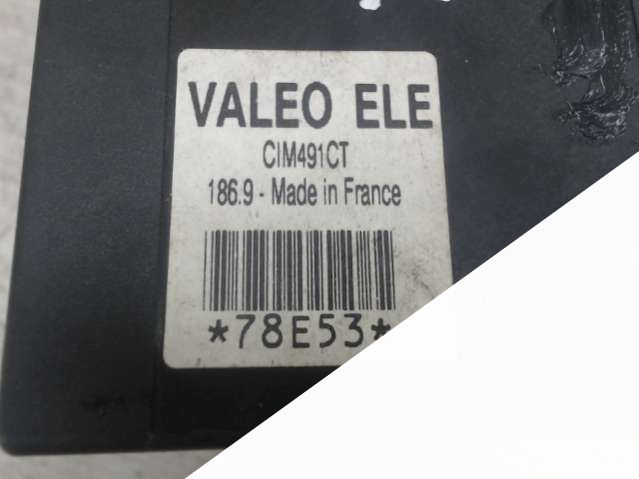 VALEO ELE
CIM491CT
186.9 - Made in France
*78E53*